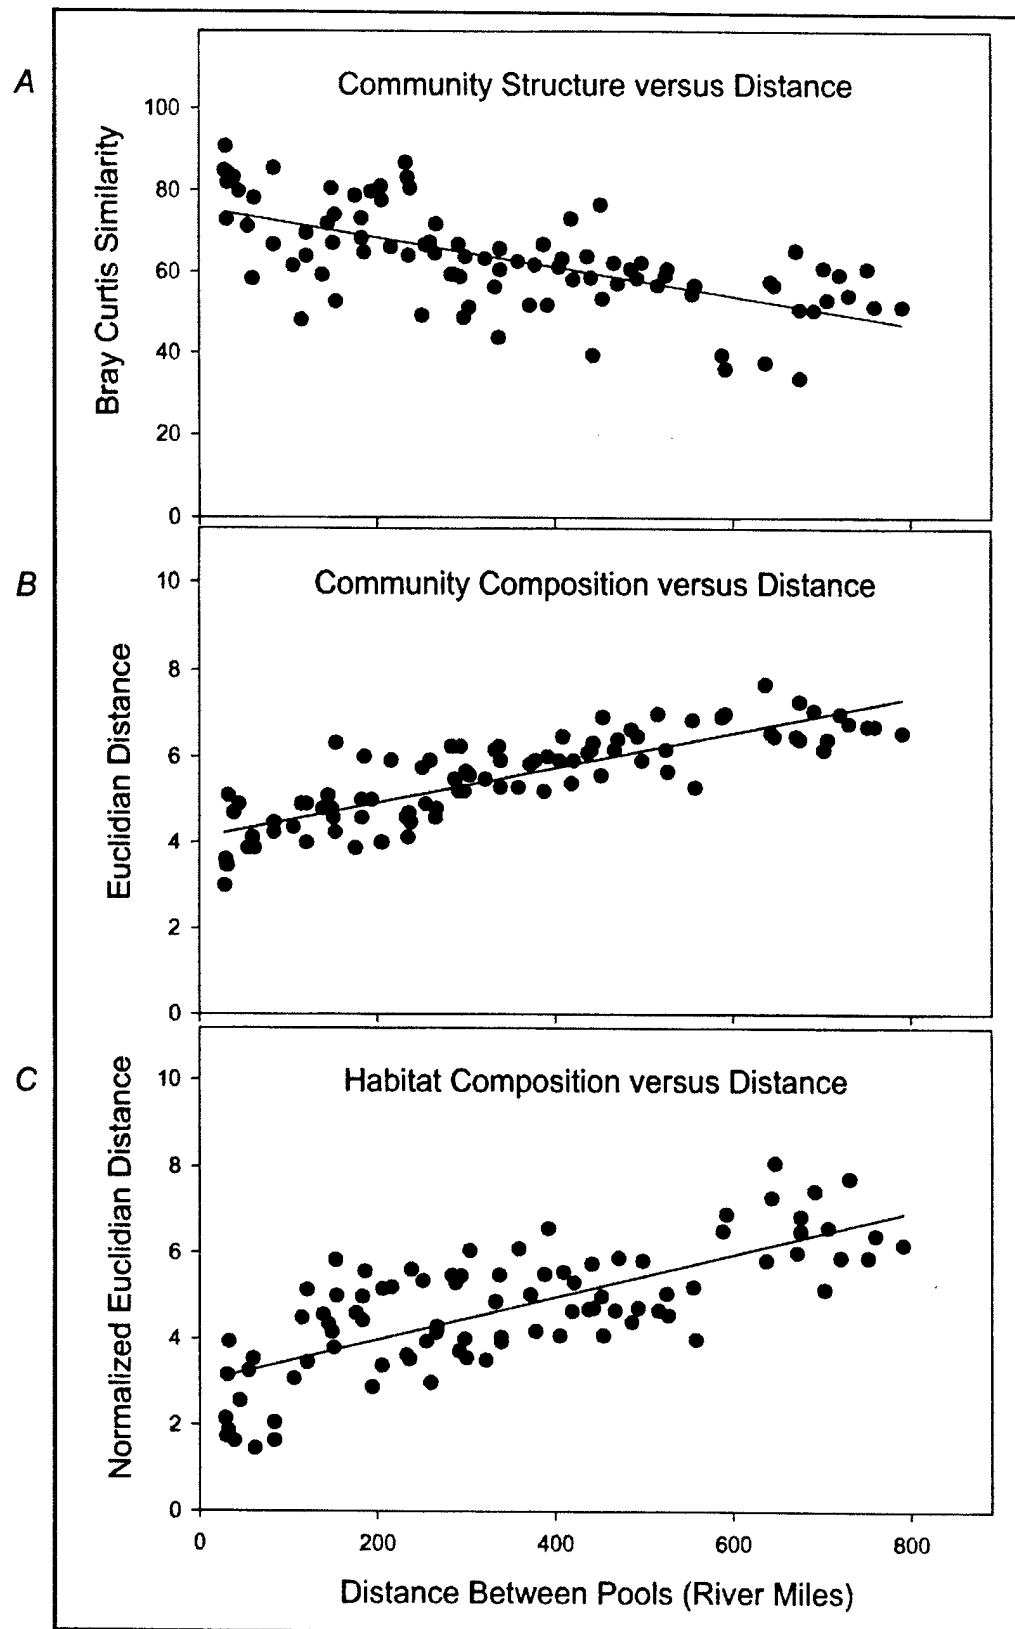 A
Community Structure versus Distance
Bray Curtis Similarity
100
80
60
40
20
0
B
Community Composition versus Distance
Euclidian Distance
10
8
6
4
2
0
C
Habitat Composition versus Distance
Normalized Euclidian Distance
10
8
6
4
2
0
0 200 400 600 800
Distance Between Pools (River Miles)